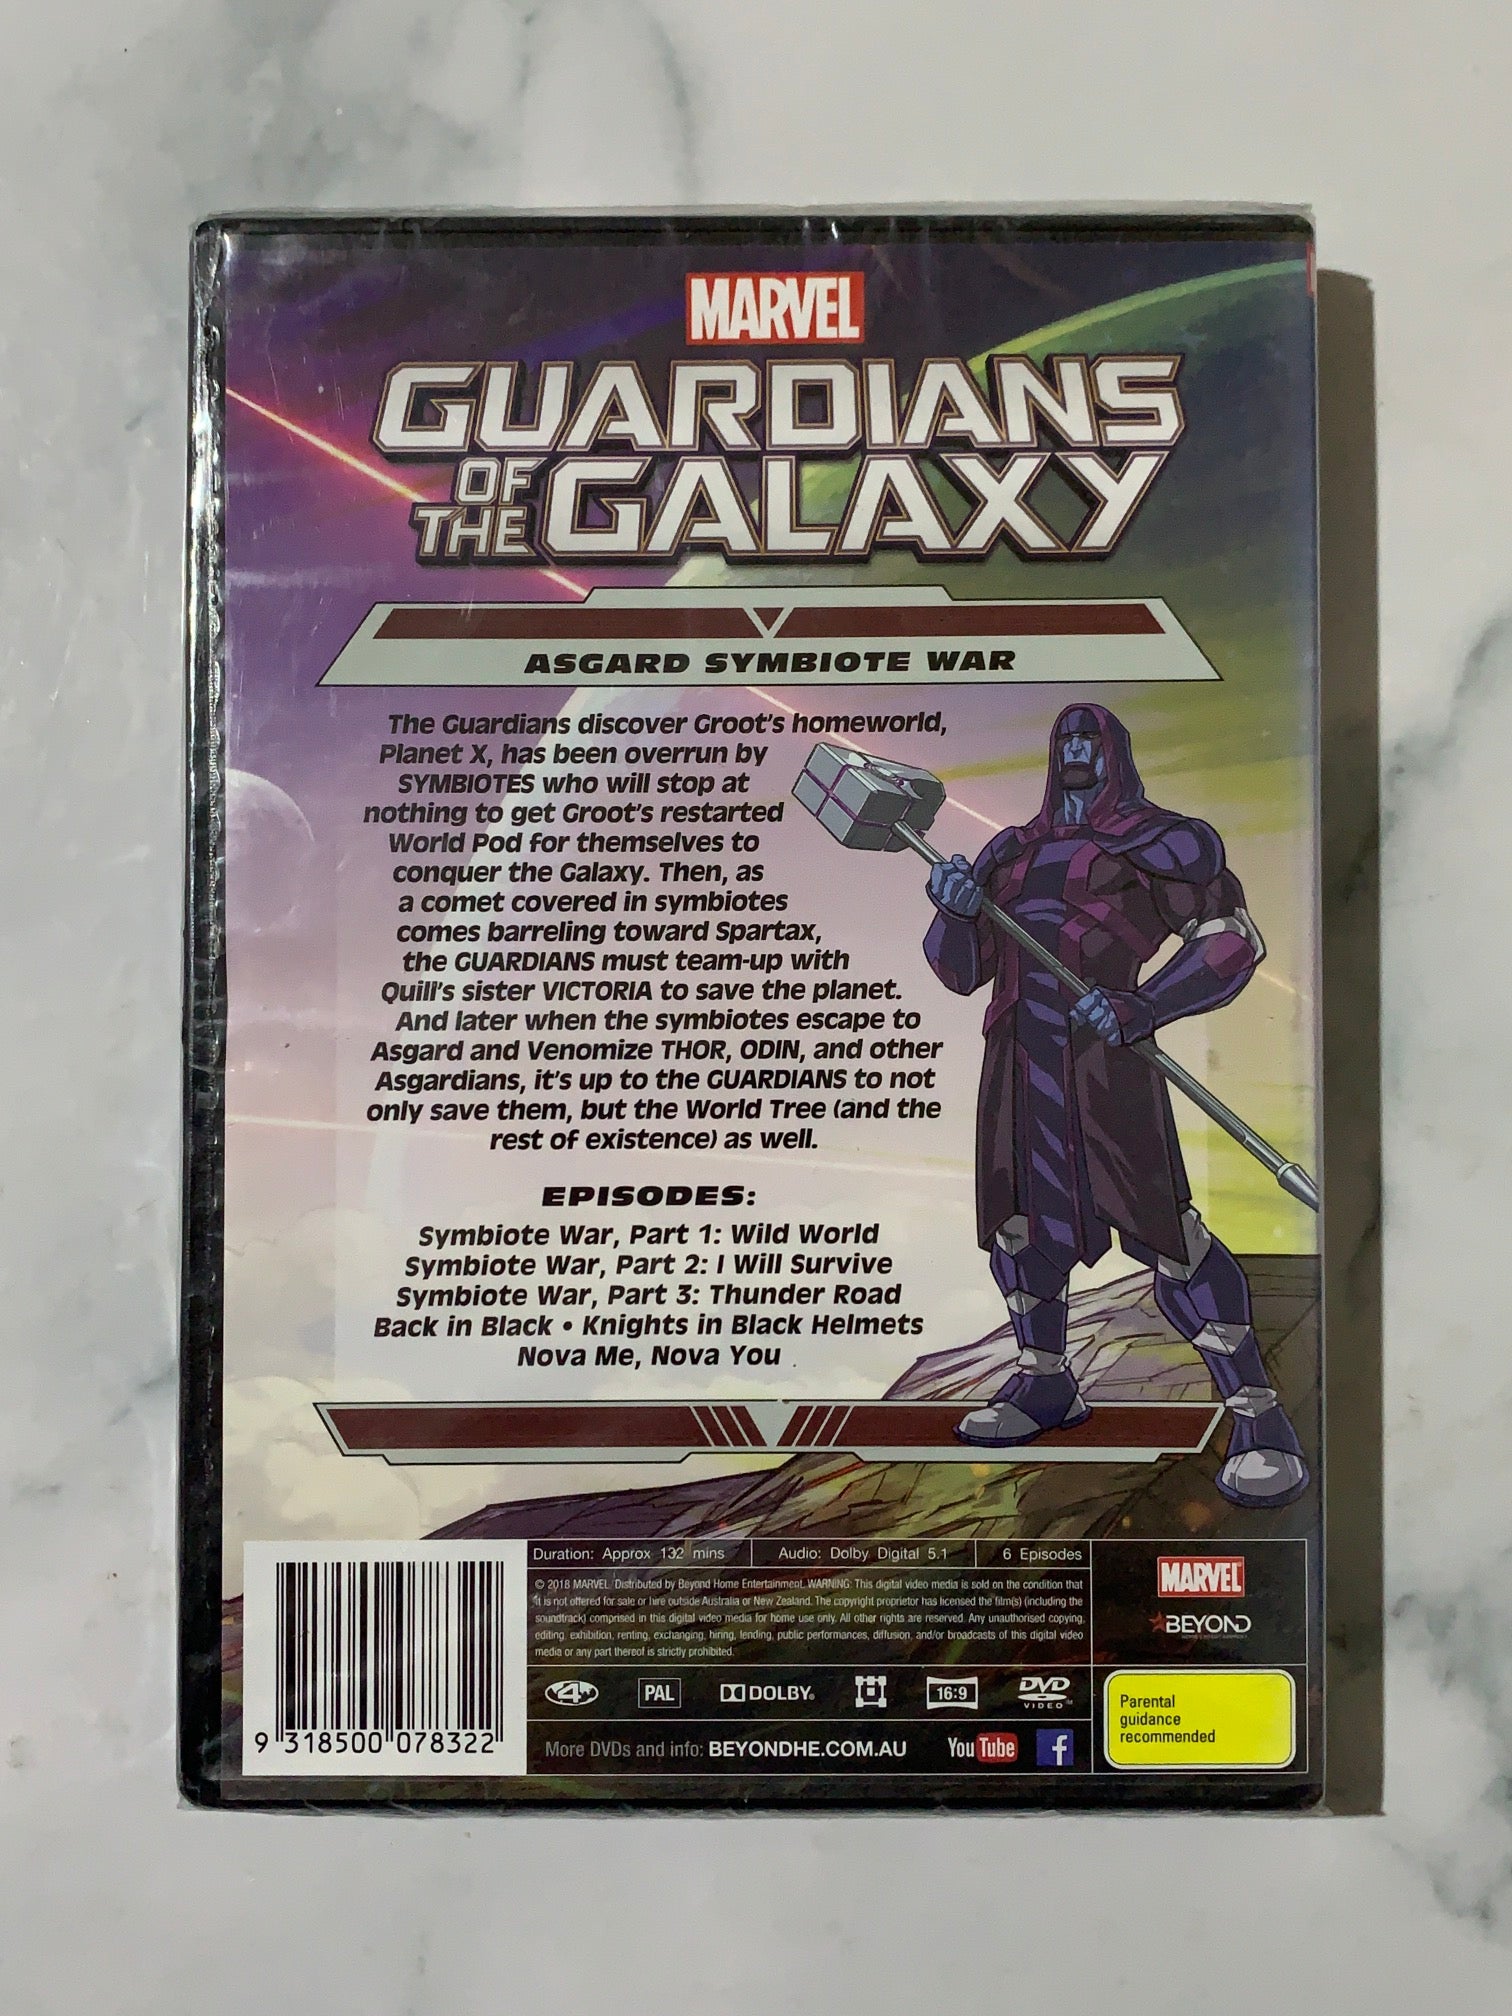 MARVEL
GUARDIANS
OF THE GALAXY
ASGARD SYMBIOTE WAR
The Guardians discover Groot's homeworld,
Planet X, has been overrun by
SYMBIOTES who will stop at
nothing to get Groot's restarted
World Pod for themselves to
conquer the Galaxy. Then, as
a comet covered in symbiotes
comes barreling toward Spartax,
the GUARDIANS must team-up with
Quill's sister VICTORIA to save the planet.
And later when the symbiotes escape to
Asgard and Venomize THOR, ODIN, and other
Asgardians, it's up to the GUARDIANS to not
only save them, but the World Tree (and the
rest of existence) as well.
EPISODES:
Symbiote War, Part 1: Wild World
Symbiote War, Part 2: I Will Survive
Symbiote War, Part 3: Thunder Road
Back in Black • Knights in Black Helmets
Nova Me, Nova You
Duration: Approx 132 mins
Audio: Dolby Digital 5.1
6 Episodes
© 2018 MARVEL. Distributed by Beyond Home Entertainment. WARNING: This digital video media is sold on the condition that
it is not offered for sale or hire outside Australia or New Zealand. The copyright proprietor has licensed the film(s) (including the
soundtrack) comprised in this digital video media for home use only. All other rights are reserved. Any unauthorised copying,
editing, exhibition, renting, exchanging, hiring, lending, public performances, diffusion, and/or broadcasts of this digital video
media or any part thereof is strictly prohibited.
4
PAL
DOLBY.
16:9
DVD
VIDEO
More DVDs and info: BEYONDHE.COM.AU
YouTube
f
MARVEL
BEYOND
Parental
guidance
recommended
9 318500 078322